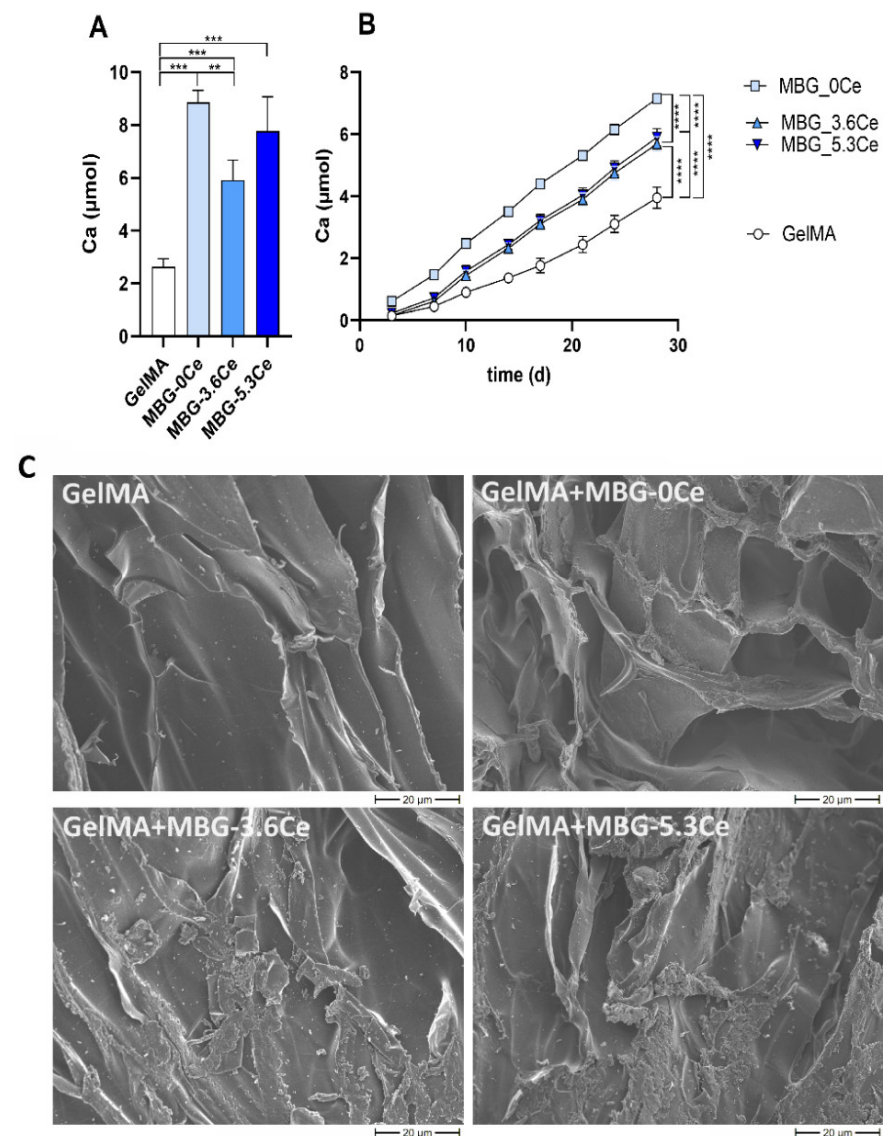 A
***
***
*** **
10
8
6
4
2
0
Ca (µmol)
GelMA
MBG-0Ce
MBG-3.6Ce
MBG-5.3Ce
B
8
6
4
2
0
Ca (µmol)
0 10 20 30
time (d)
****
****
****
****
****
MBG_0Ce
MBG_3.6Ce
MBG_5.3Ce
GelMA
C
GelMA
20 µm
GelMA+MBG-0Ce
20 µm
GelMA+MBG-3.6Ce
20 µm
GelMA+MBG-5.3Ce
20 µm